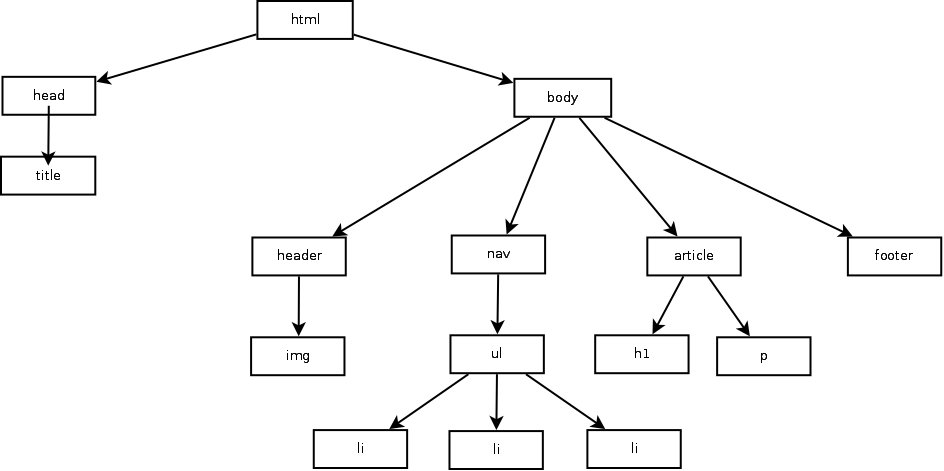 html
head
body
title
header
nav
article
footer
img
ul
h1
p
li
li
li